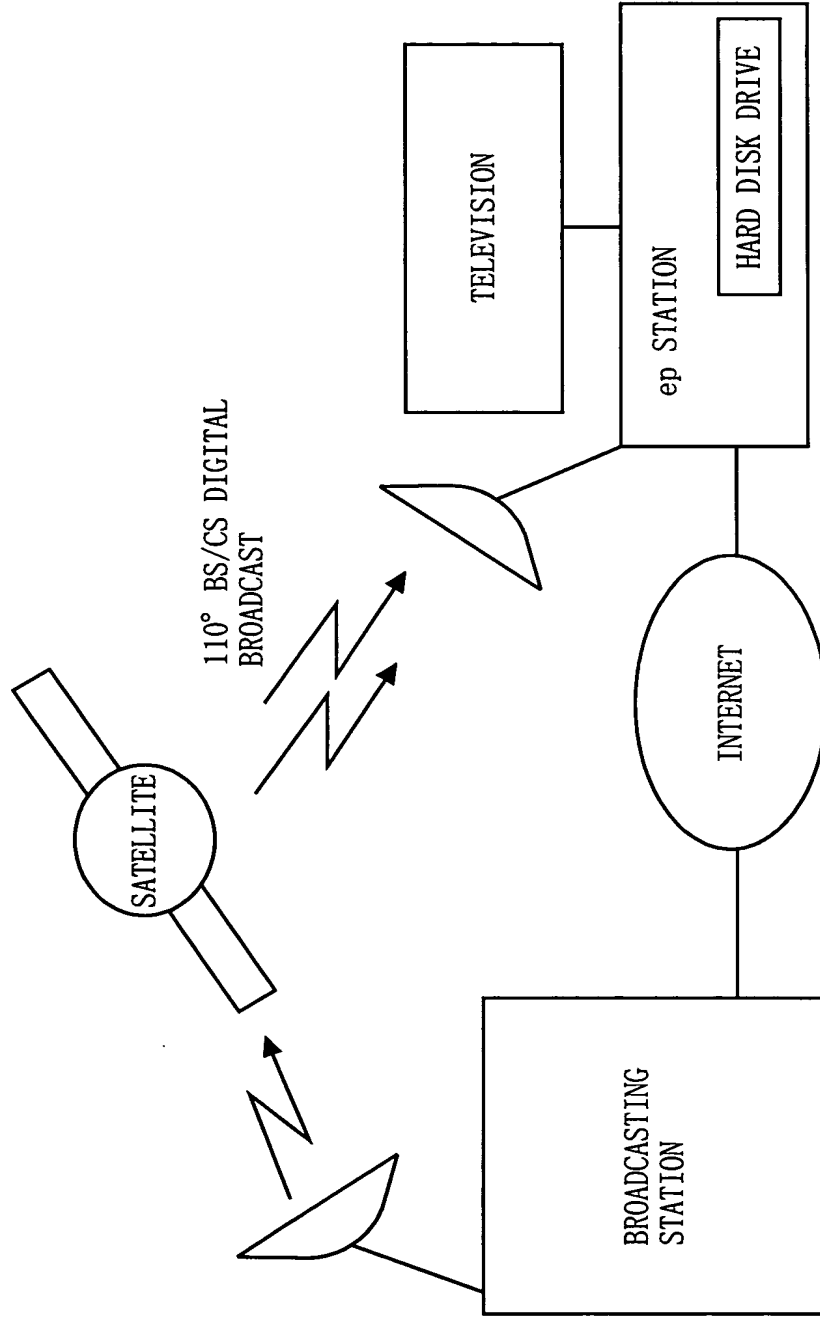 SATELLITE
110° BS/CS DIGITAL
BROADCAST
TELEVISION
BROADCASTING
STATION
INTERNET
ep STATION
HARD DISK DRIVE